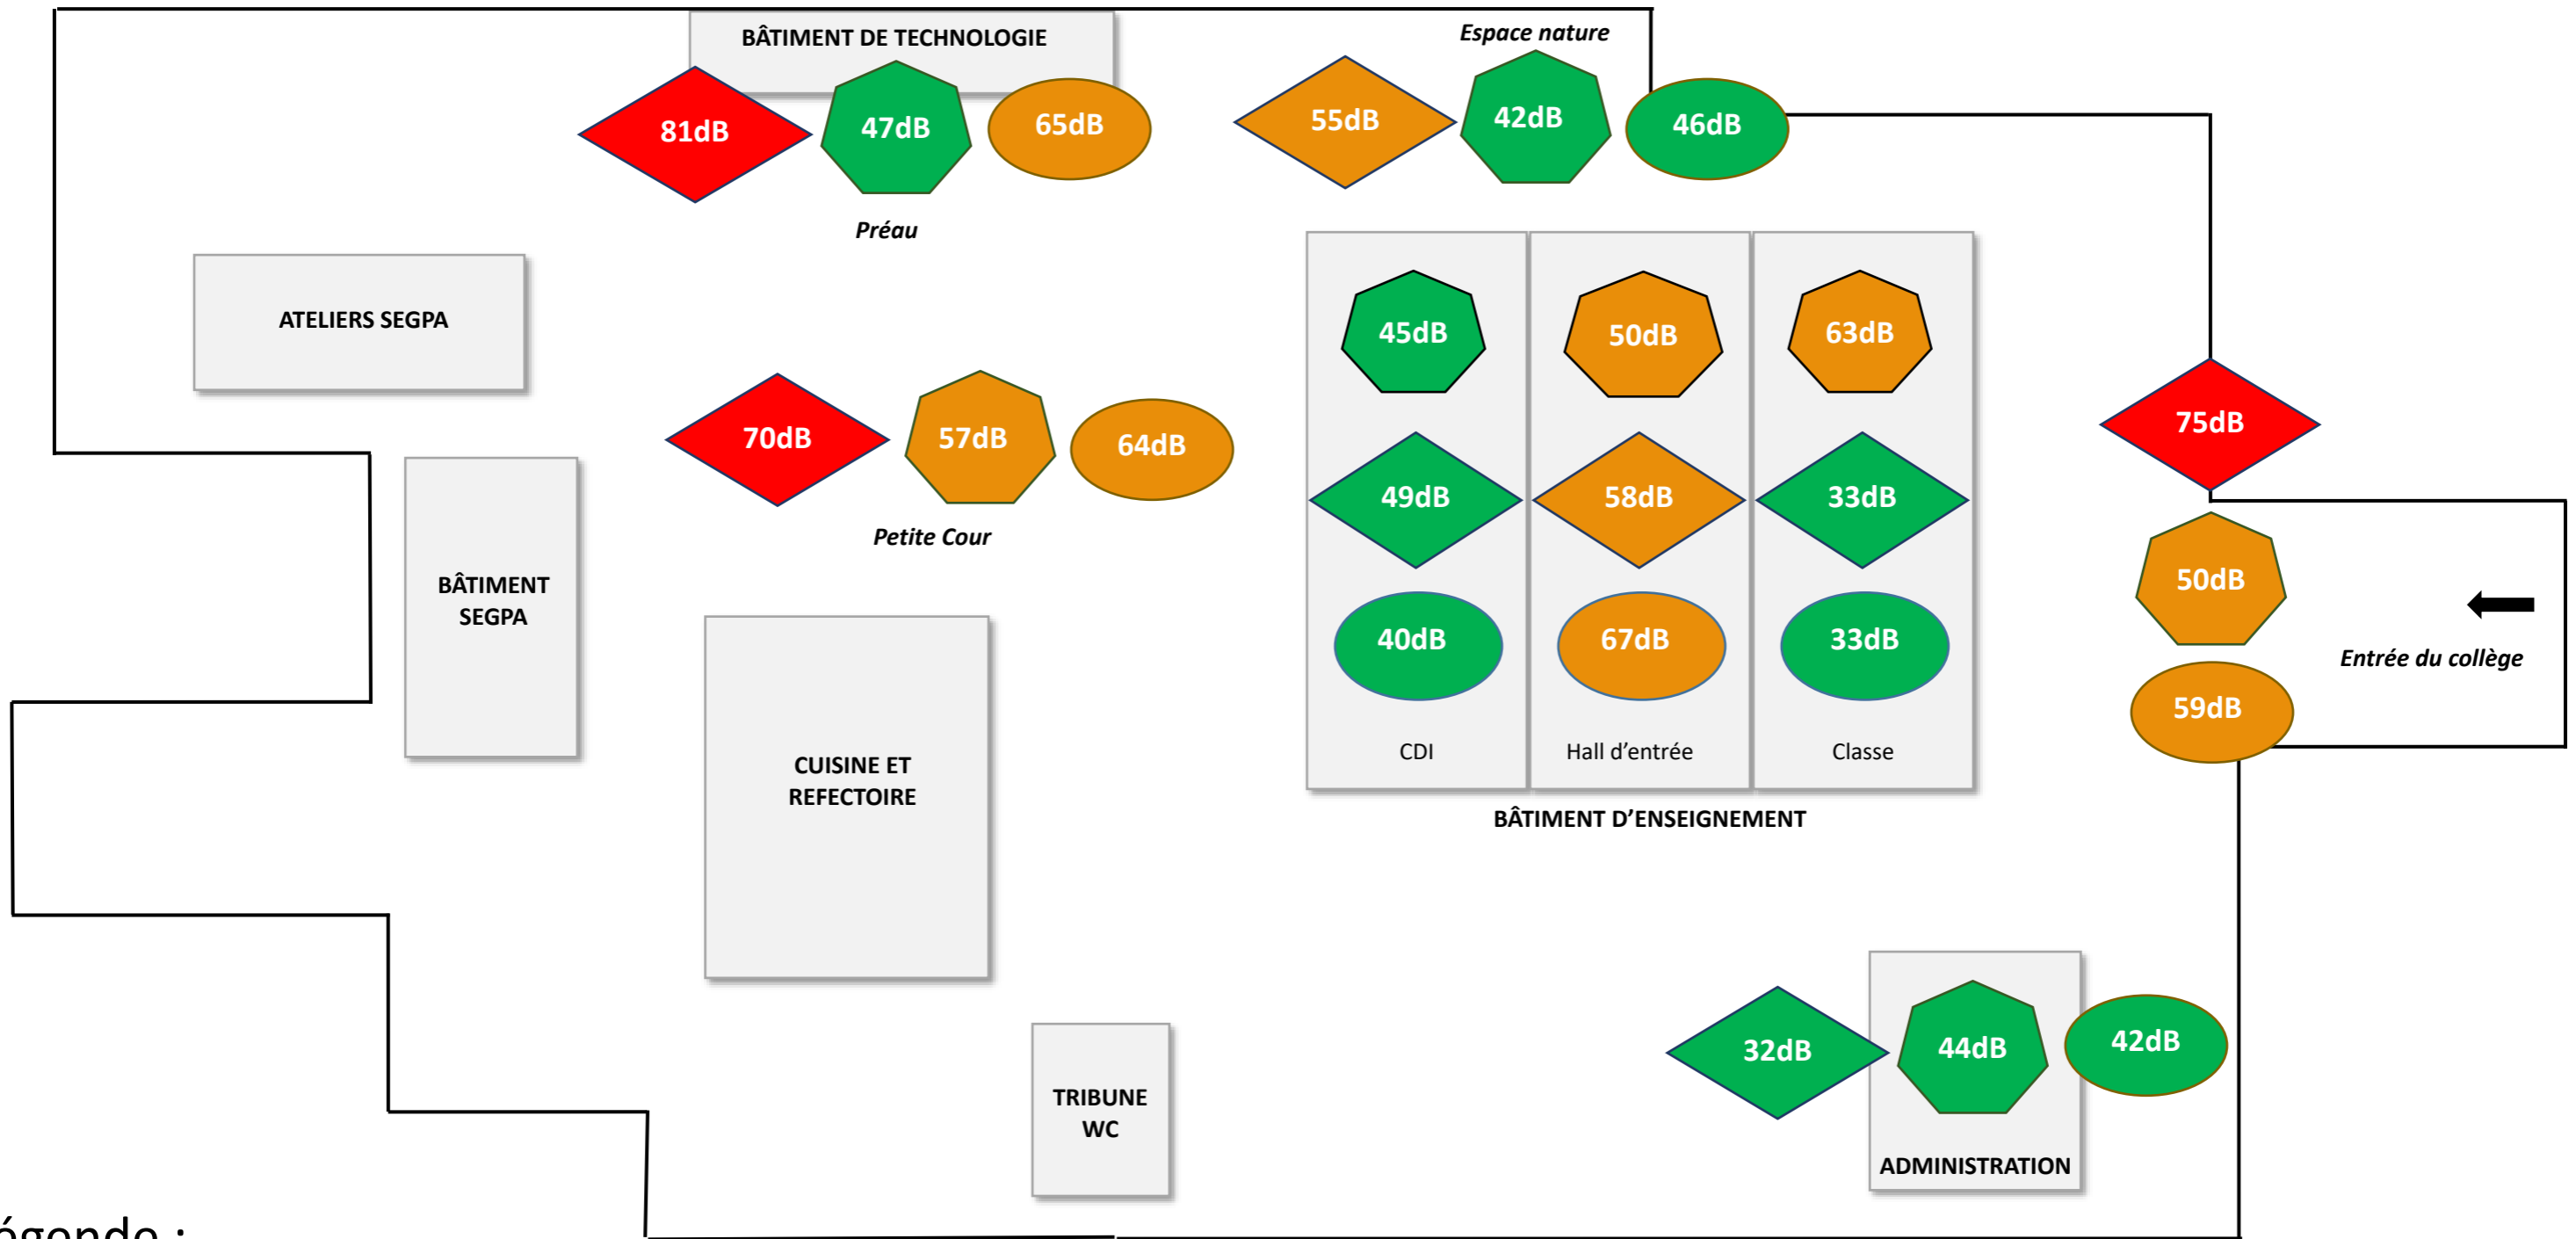 BÂTIMENT DE TECHNOLOGIE
Espace nature
81dB
47dB
65dB
55dB
42dB
46dB
Préau
ATELIERS SEGPA
45dB
50dB
63dB
70dB
57dB
64dB
75dB
Petite Cour
49dB
58dB
33dB
BÂTIMENT
SEGPA
50dB
40dB
67dB
33dB
Entrée du collège
59dB
CUISINE ET
REFECTOIRE
CDI
Hall d’entrée
Classe
BÂTIMENT D’ENSEIGNEMENT
32dB
44dB
42dB
TRIBUNE
WC
ADMINISTRATION
égende :